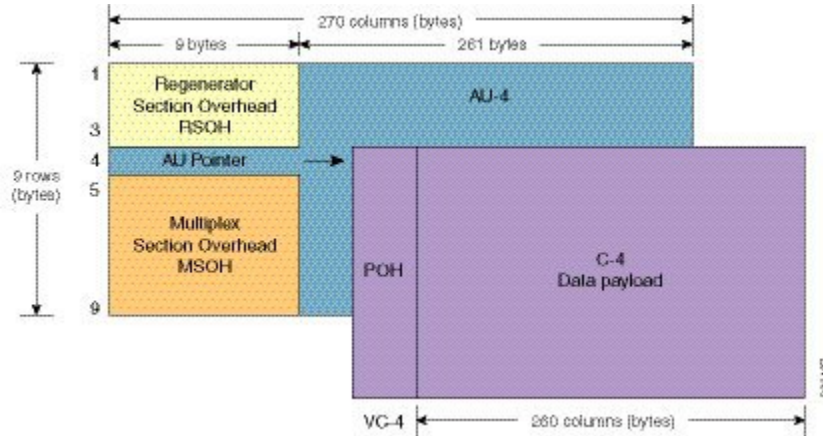 270 columns (bytes)
9 bytes
261 bytes
1
Regenerator
Section Overhead
RSOH
AU-4
3
4
AU Pointer
9 rows
(bytes)
5
Multiplex
Section Overhead
MSOH
POH
C-4
Data payload
9
VC-4
260 columns (bytes)